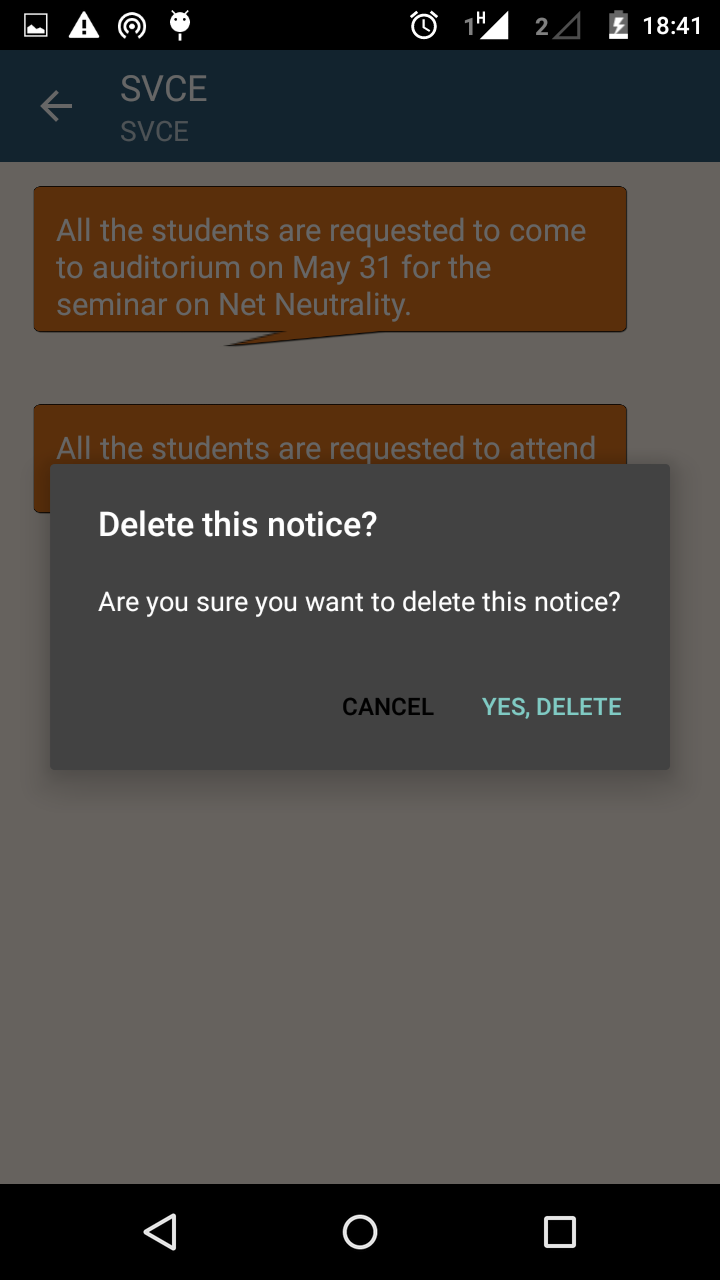 1 H 2 18:41
SVCE
SVCE
All the students are requested to come
to auditorium on May 31 for the
seminar on Net Neutrality.
All the students are requested to attend
Delete this notice?
Are you sure you want to delete this notice?
CANCEL YES, DELETE